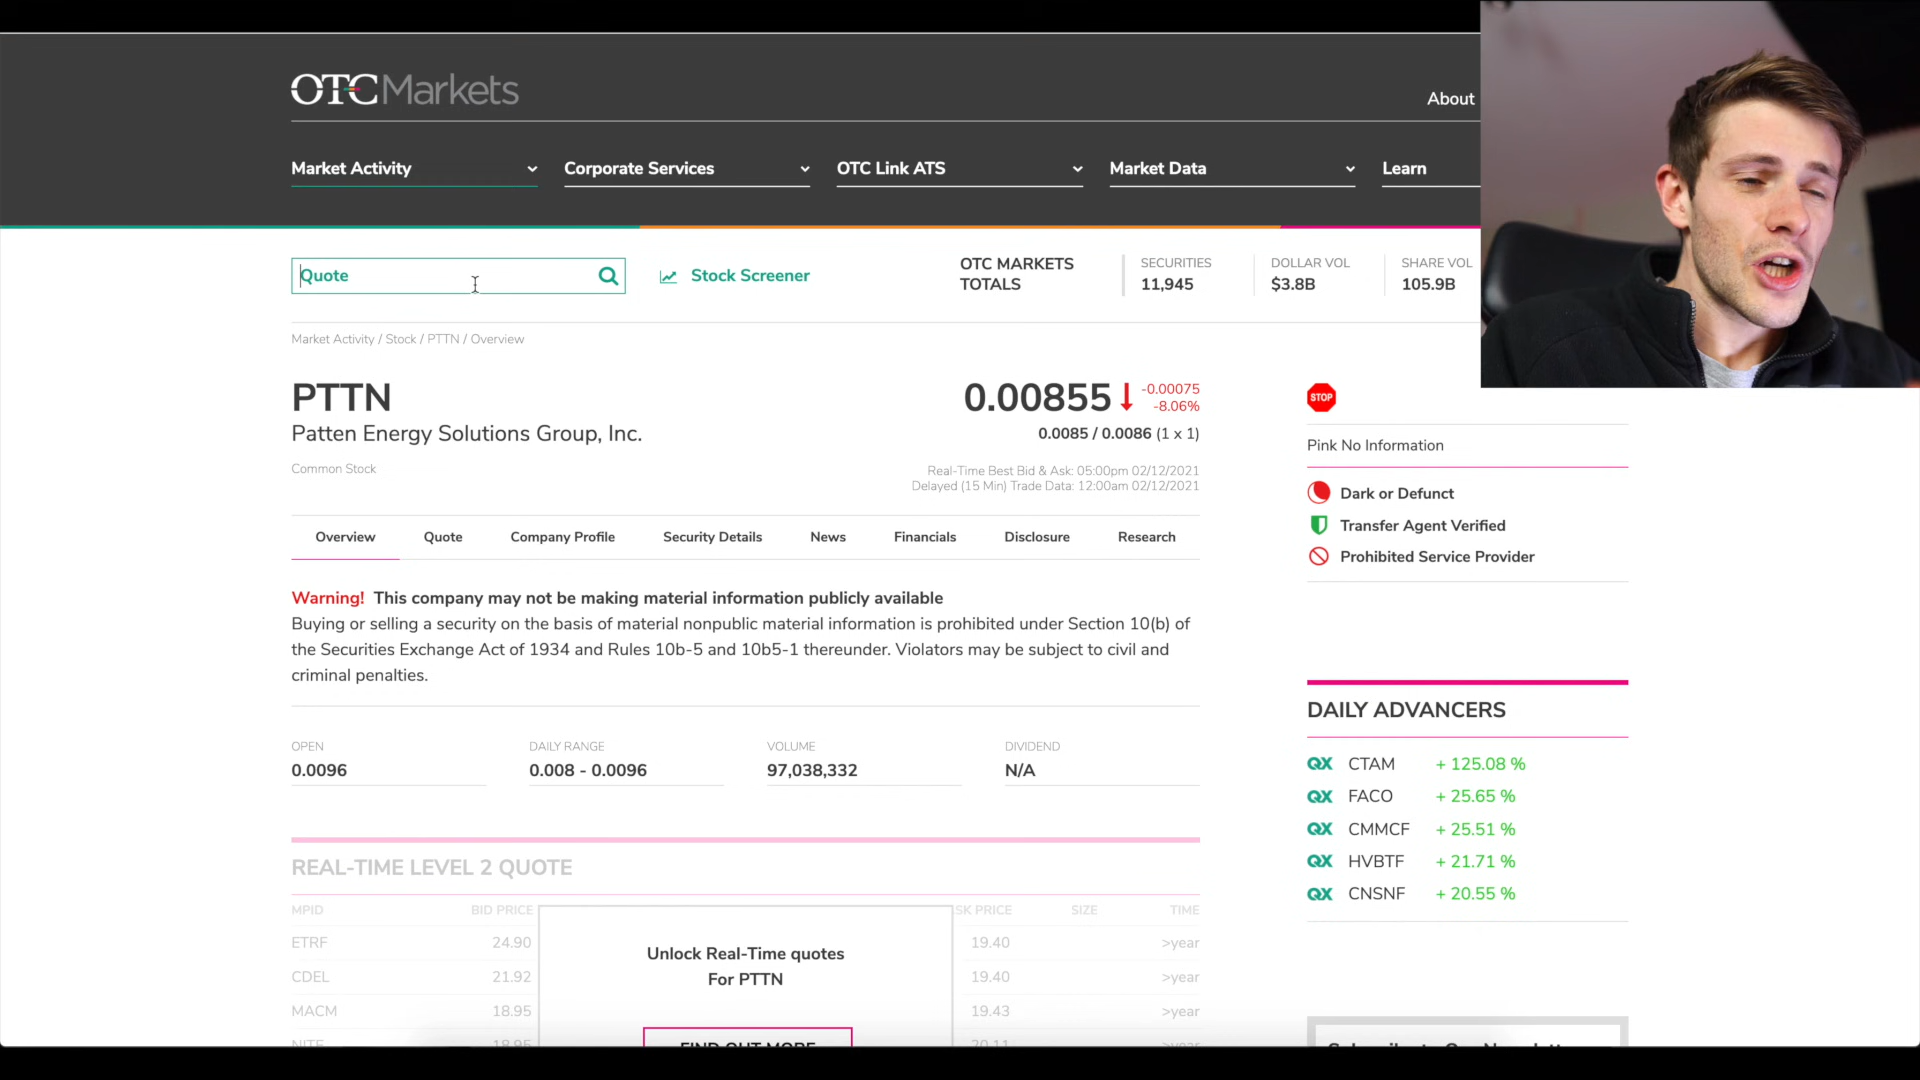 OTCMarkets
About
Market Activity
Corporate Services
OTC Link ATS
Market Data
Learn
Quote
Stock Screener
OTC MARKETS
TOTALS
SECURITIES
11,945
DOLLAR VOL
$3.8B
SHARE VOL
105.9B
Market Activity / Stock / PTTN / Overview
PTTN
Patten Energy Solutions Group, Inc.
Common Stock
0.00855
-0.00075
-8.06%
0.0085 / 0.0086 (1 x 1)
Real-Time Best Bid & Ask: 05:00pm 02/12/2021
Delayed (15 Min) Trade Data: 12:00am 02/12/2021
STOP
Pink No Information
Dark or Defunct
Transfer Agent Verified
Prohibited Service Provider
Overview
Quote
Company Profile
Security Details
News
Financials
Disclosure
Research
Warning! This company may not be making material information publicly available
Buying or selling a security on the basis of material nonpublic material information is prohibited under Section 10(b) of
the Securities Exchange Act of 1934 and Rules 10b-5 and 10b5-1 thereunder. Violators may be subject to civil and
criminal penalties.
OPEN
0.0096
DAILY RANGE
0.008 - 0.0096
VOLUME
97,038,332
DIVIDEND
N/A
DAILY ADVANCERS
QX CTAM + 125.08 %
QX FACO + 25.65 %
QX CMMCF + 25.51 %
QX HVBTF + 21.71 %
QX CNSNF + 20.55 %
REAL-TIME LEVEL 2 QUOTE
MPID BID PRICE SK PRICE SIZE TIME
ETRF 24.90 19.40 >year
CDEL 21.92 19.40 >year
MACM 18.95 19.43 >year
NITE 18.95 20.11 >year
Unlock Real-Time quotes
For PTTN
FIND OUT MORE